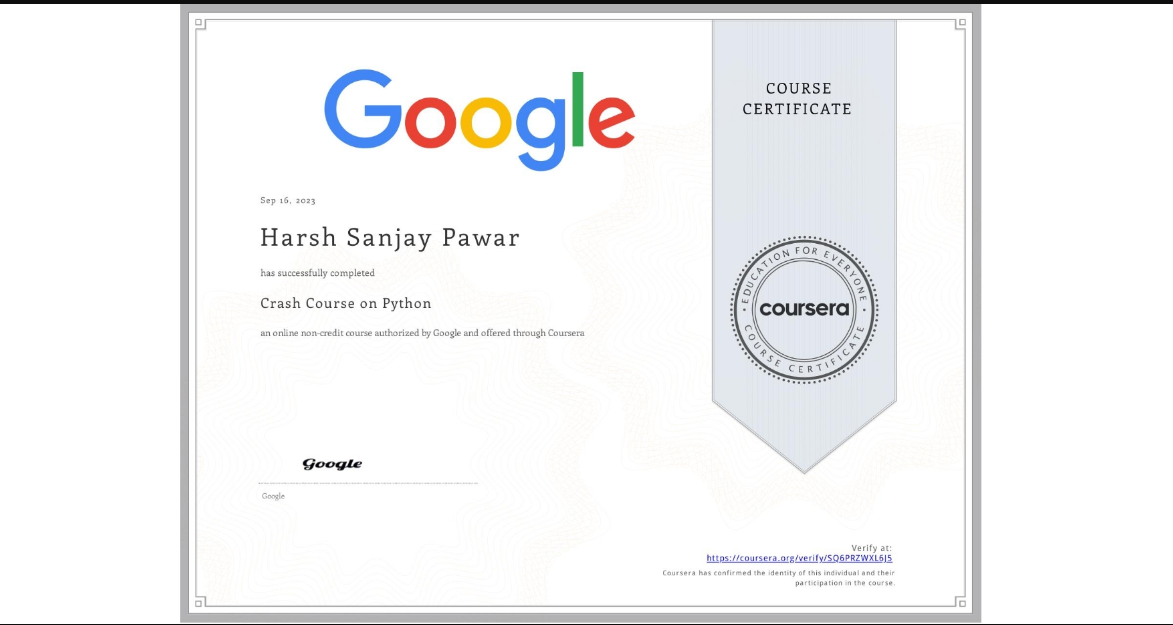 Google
COURSE
CERTIFICATE
Sep 16, 2023
Harsh Sanjay Pawar
has successfully completed
Crash Course on Python
an online non-credit course authorized by Google and offered through Coursera
EDUCATION FOR EVERYONE
coursera
COURSE CERTIFICATE
Google
Google
Verify at:
https://coursera.org/verify/SQ6PRZWXL6J5
Coursera has confirmed the identity of this individual and their
participation in the course.